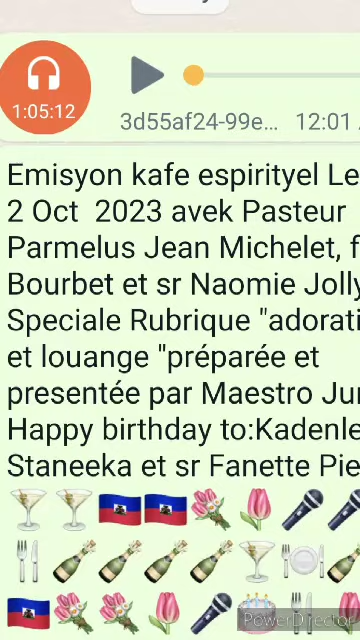 1:05:12
3d55af24-99e... 12:01
Emisyon kafe espirityel Le
2 Oct 2023 avek Pasteur
Parmelus Jean Michelet, f
Bourbet et sr Naomie Jolly
Speciale Rubrique "adorati
et louange "préparée et
presentée par Maestro Jur
Happy birthday to:Kadenle
Staneeka et sr Fanette Pie
PowerDirector